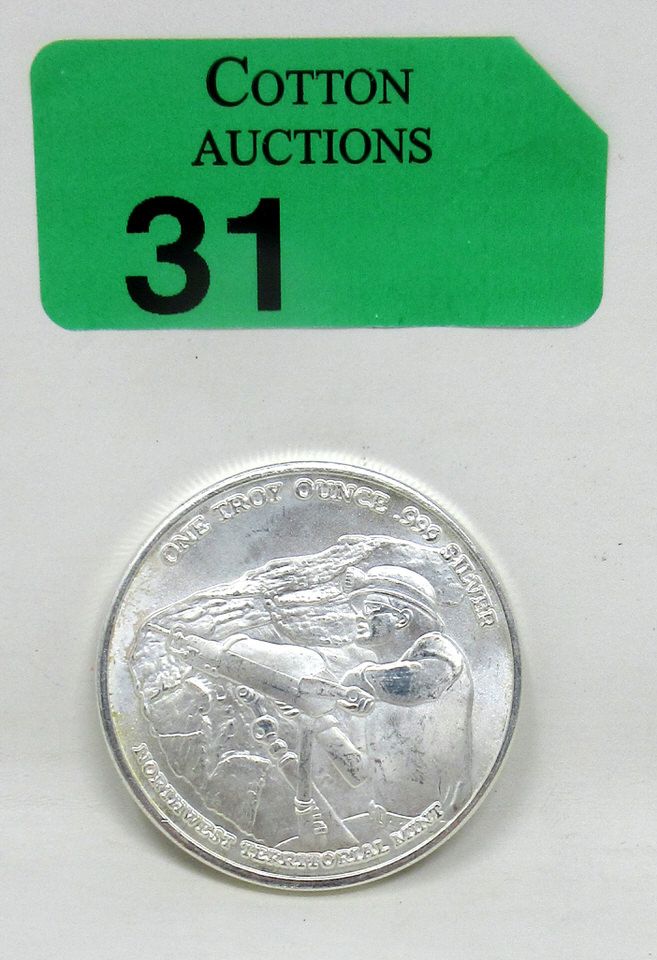 COTTON
AUCTIONS
31
ONE TROY OUNCE .999 SILVER
NORTHWEST TERRITORIAL MINT